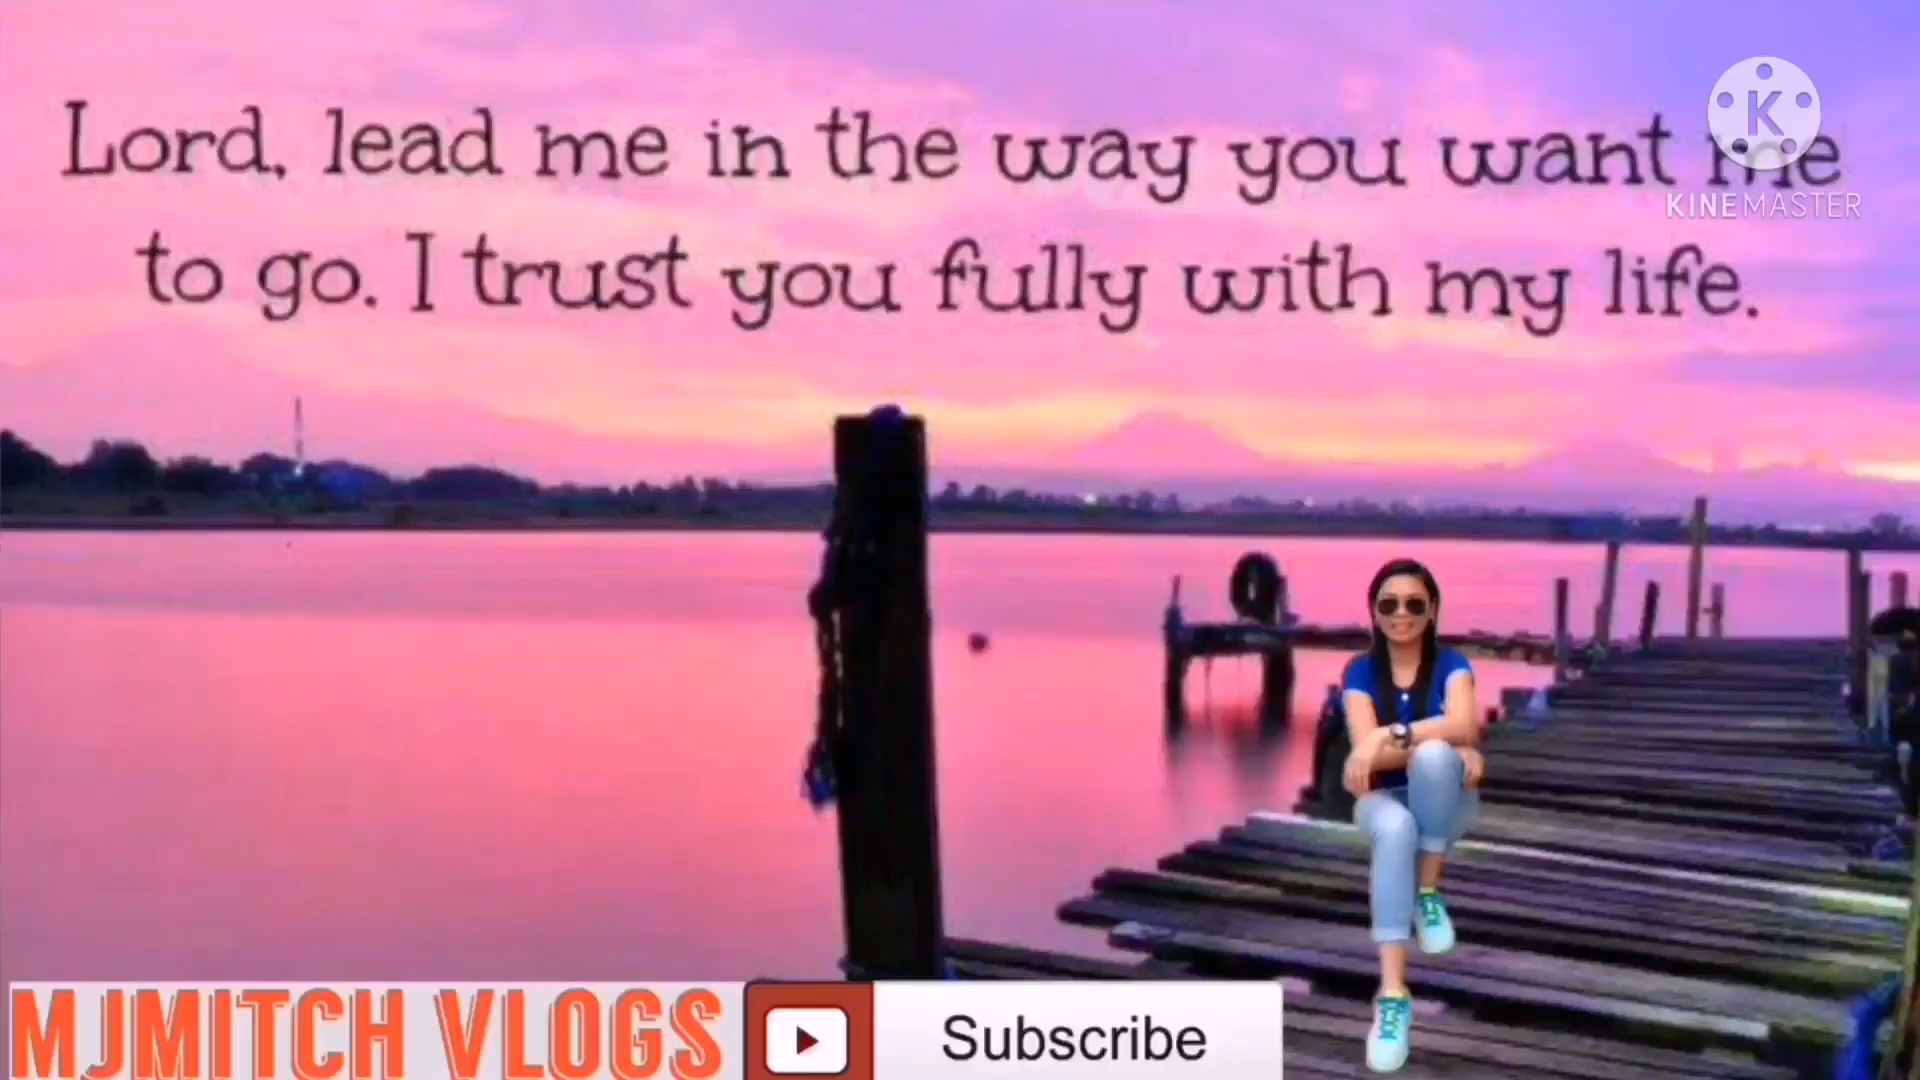 Lord, lead me in the way you want me
to go. I trust you fully with my life.
K
KINEMASTER
MJMITCH VLOGS
Subscribe